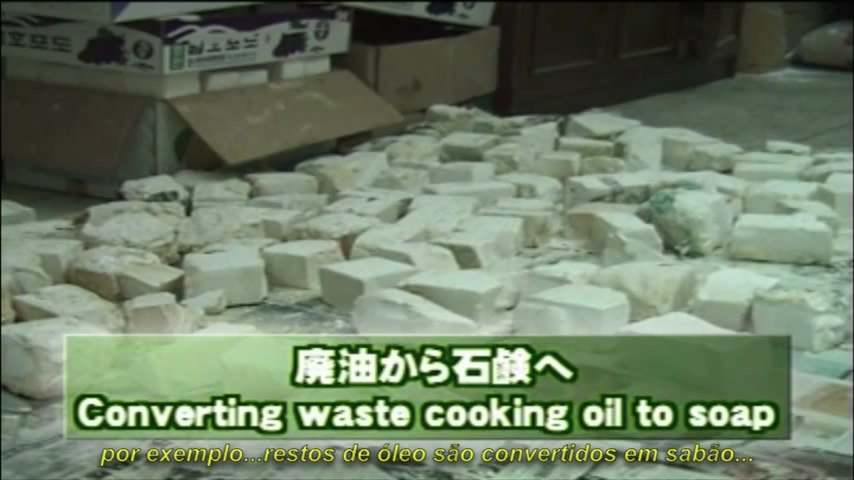 廃油から石鹸へ
Converting waste cooking oil to soap
por exemplo...restos de óleo são convertidos em sabão...